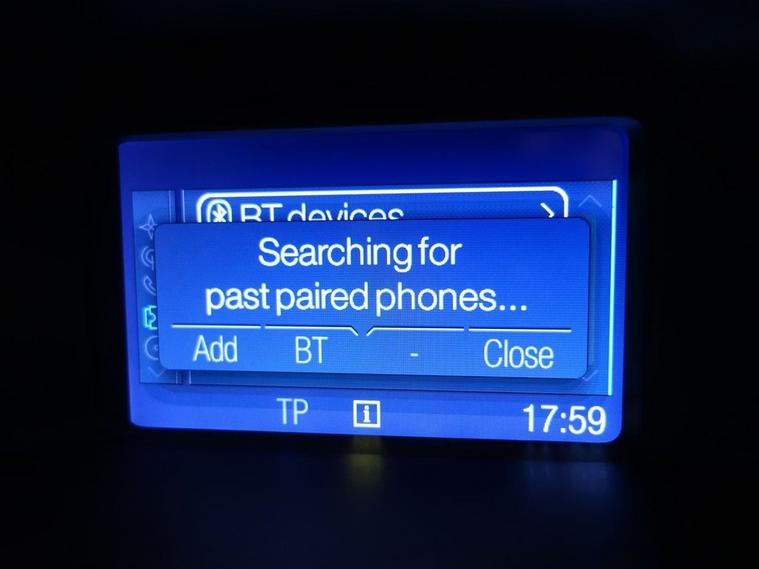 BT devices
Searching for
past paired phones...
Add BT - Close
TP i 17:59